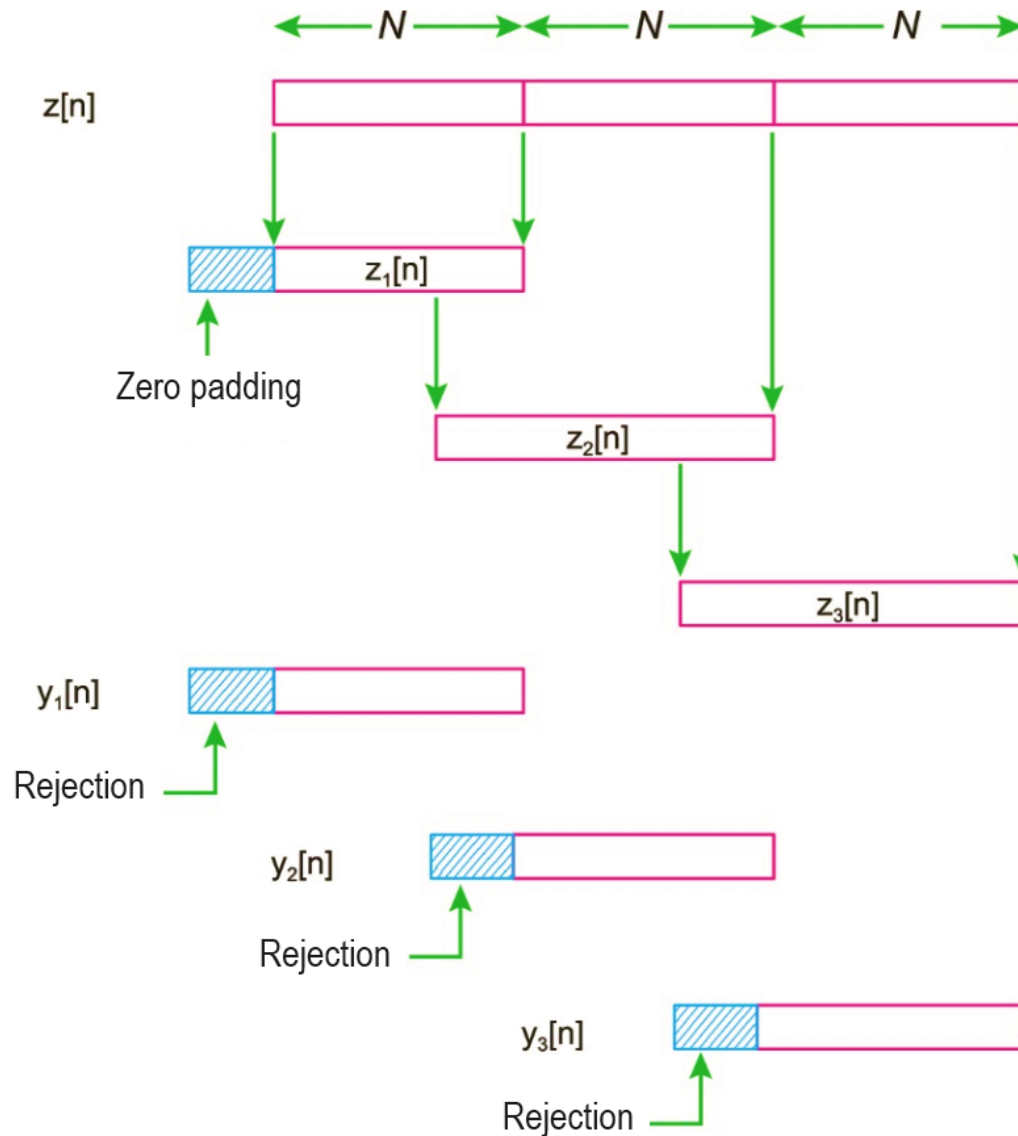 N N N
z[n]
z₁[n]
Zero padding
z₂[n]
z₃[n]
y₁[n]
Rejection
y₂[n]
Rejection
y₃[n]
Rejection